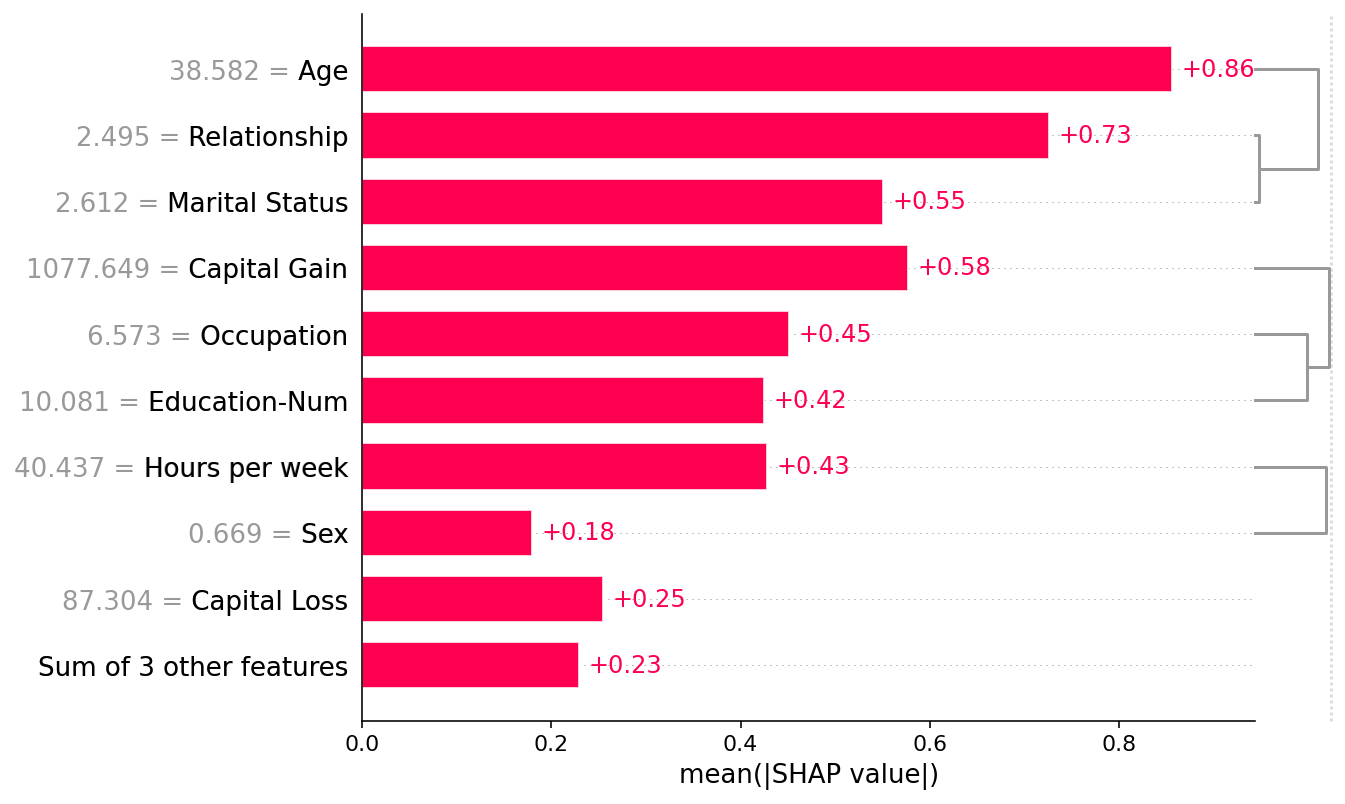 38.582 = Age +0.86
2.495 = Relationship +0.73
2.612 = Marital Status +0.55
1077.649 = Capital Gain +0.58
6.573 = Occupation +0.45
10.081 = Education-Num +0.42
40.437 = Hours per week +0.43
0.669 = Sex +0.18
87.304 = Capital Loss +0.25
Sum of 3 other features +0.23
0.0 0.2 0.4 0.6 0.8
mean(|SHAP value|)